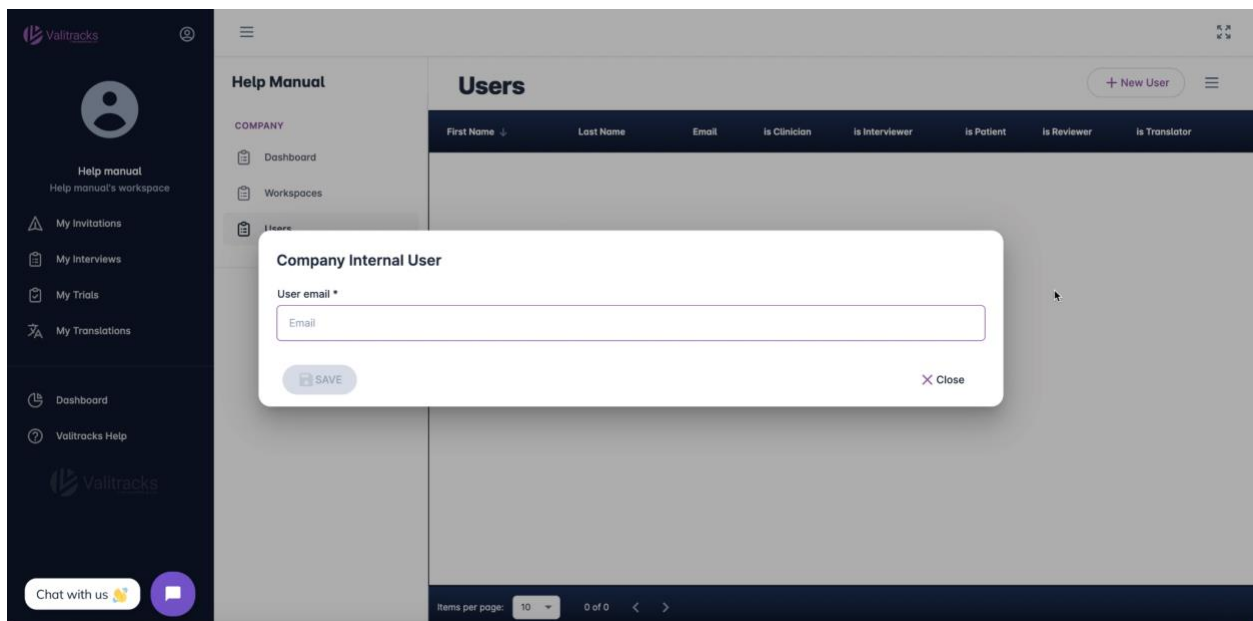 Valitracks
Help manual
Help manual's workspace
My Invitations
My Interviews
My Trials
My Translations
Dashboard
Valitracks Help
Valitracks
Chat with us 👋
Help Manual
COMPANY
Dashboard
Workspaces
Users
Users
+ New User
First Name ↓ Last Name Email is Clinician is Interviewer is Patient is Reviewer is Translator
Company Internal User
User email *
Email
SAVE
Close
Items per page: 10 0 of 0